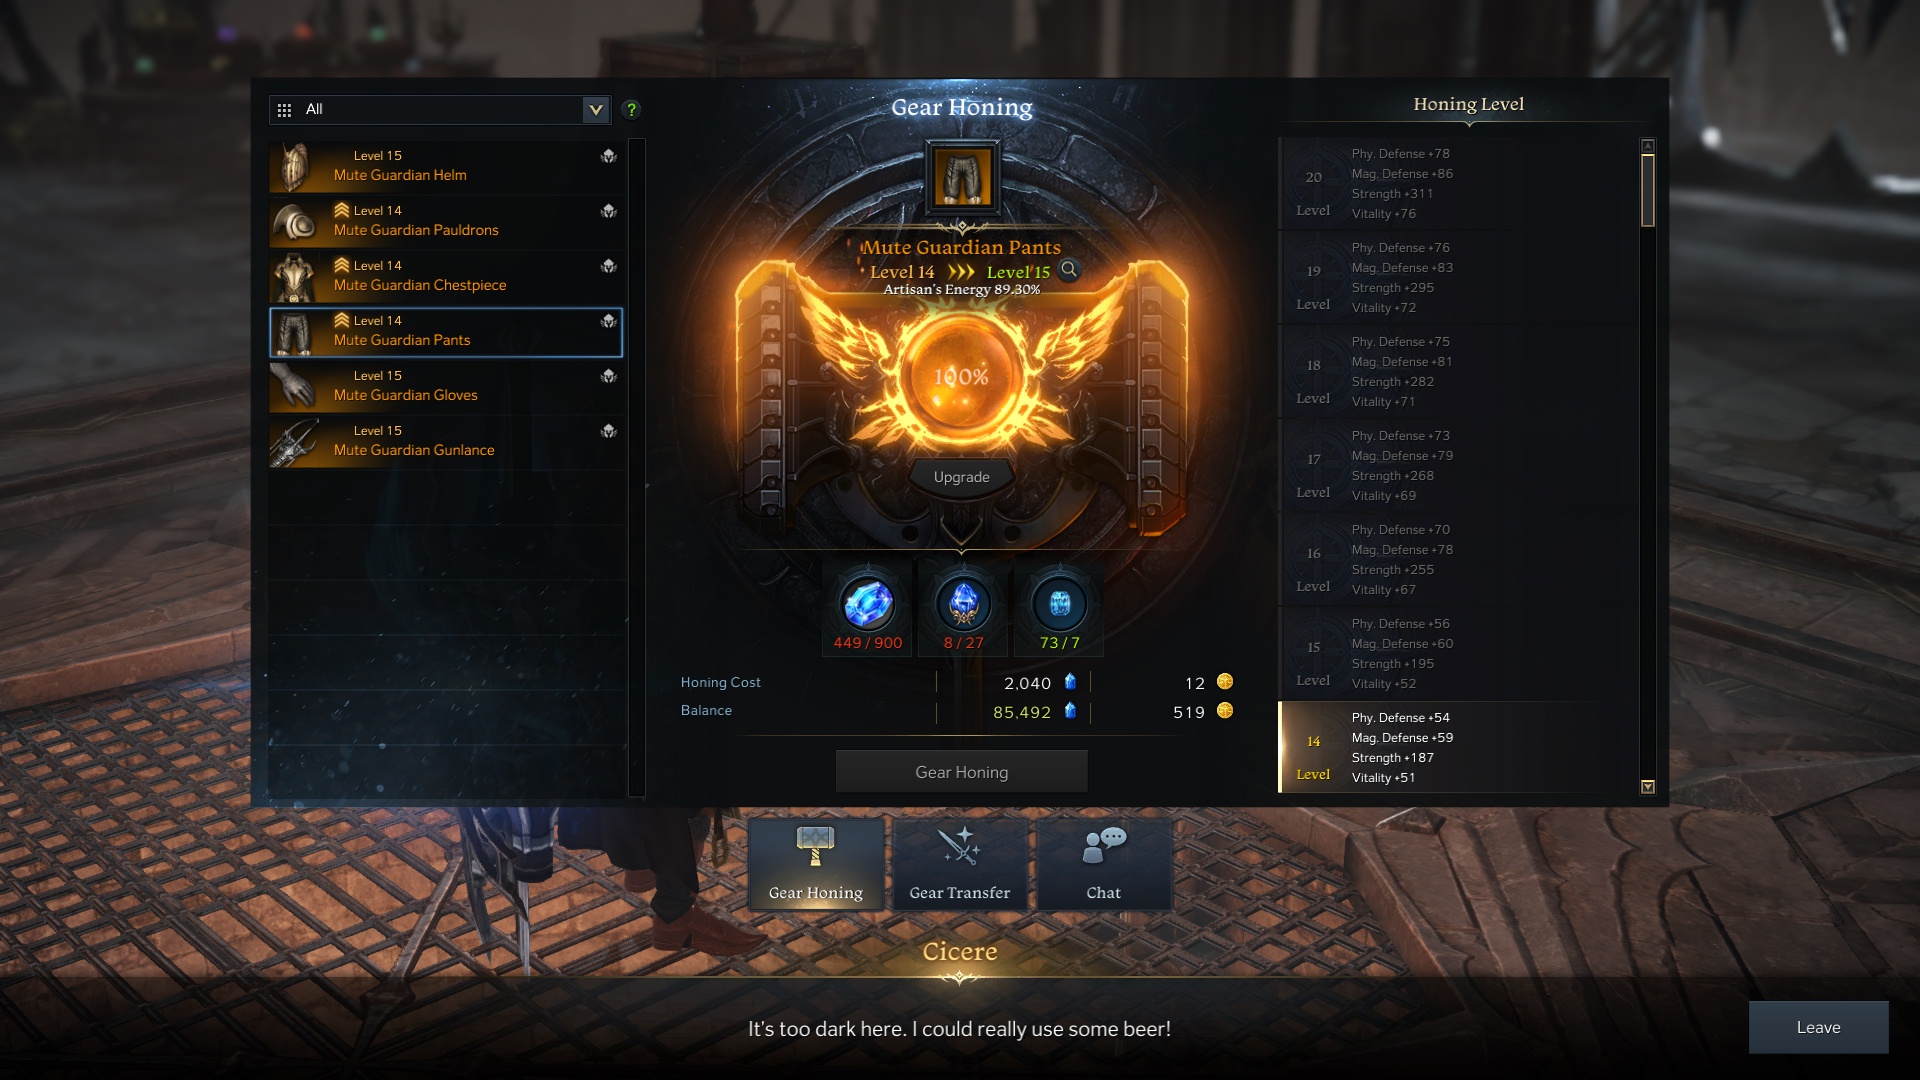 All
?
Level 15
Mute Guardian Helm
Level 14
Mute Guardian Pauldrons
Level 14
Mute Guardian Chestpiece
Level 14
Mute Guardian Pants
Level 15
Mute Guardian Gloves
Level 15
Mute Guardian Gunlance
Gear Honing
Mute Guardian Pants
Level 14 Level 15
Artisan's Energy 89.30%
100%
Upgrade
449 / 900 8 / 27 73 / 7
Honing Cost 2,040 12
Balance 85,492 519
Gear Honing
Honing Level
20 Level
Phy. Defense +78
Mag. Defense +86
Strength +311
Vitality +76
19 Level
Phy. Defense +76
Mag. Defense +83
Strength +295
Vitality +72
18 Level
Phy. Defense +75
Mag. Defense +81
Strength +282
Vitality +71
17 Level
Phy. Defense +73
Mag. Defense +79
Strength +268
Vitality +69
16 Level
Phy. Defense +70
Mag. Defense +78
Strength +255
Vitality +67
15 Level
Phy. Defense +56
Mag. Defense +60
Strength +195
Vitality +52
14 Level
Phy. Defense +54
Mag. Defense +59
Strength +187
Vitality +51
Gear Honing Gear Transfer Chat
Cicere
It's too dark here. I could really use some beer!
Leave